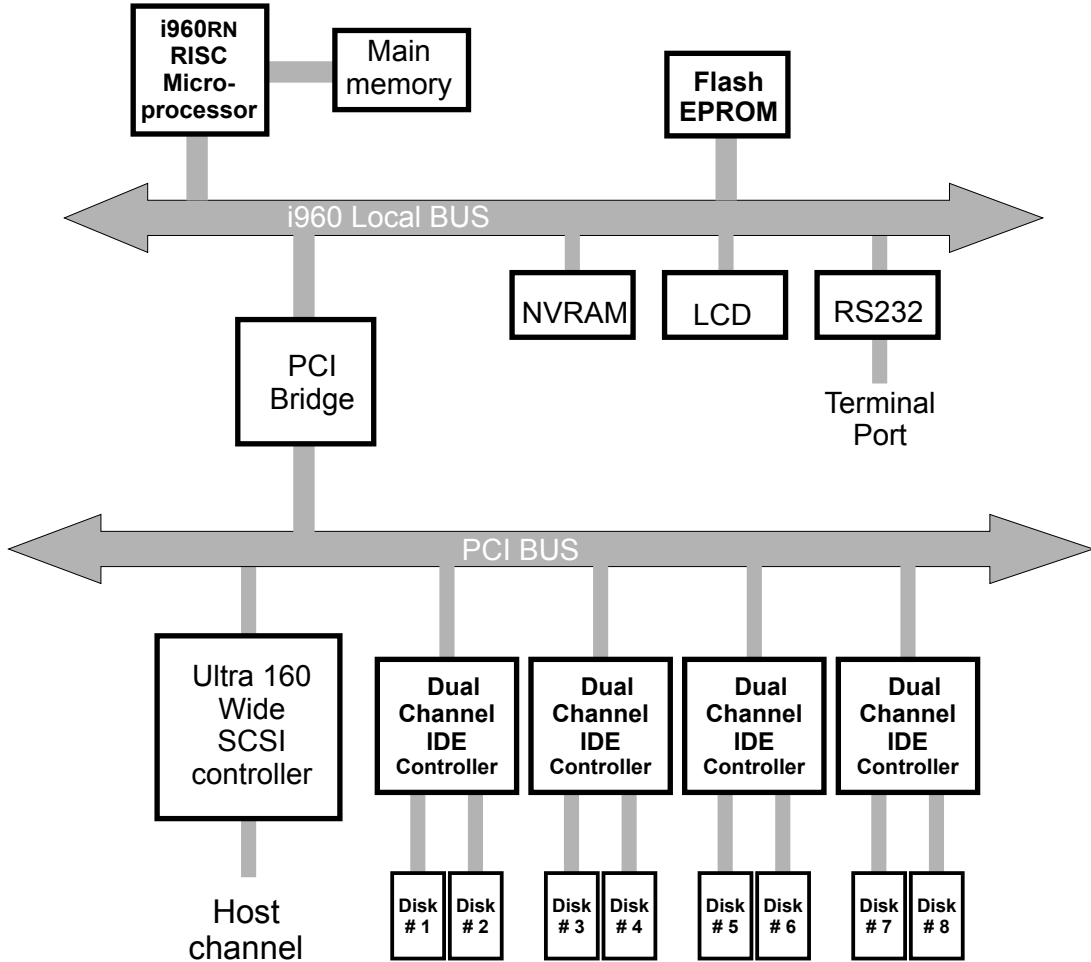 i960RN
RISC
Micro-
processor
Main
memory
Flash
EPROM
i960 Local BUS
NVRAM
LCD
RS232
PCI
Bridge
Terminal
Port
PCI BUS
Ultra 160
Wide
SCSI
controller
Dual
Channel
IDE
Controller
Dual
Channel
IDE
Controller
Dual
Channel
IDE
Controller
Dual
Channel
IDE
Controller
Disk
# 1
Disk
# 2
Disk
# 3
Disk
# 4
Disk
# 5
Disk
# 6
Disk
# 7
Disk
# 8
Host
channel